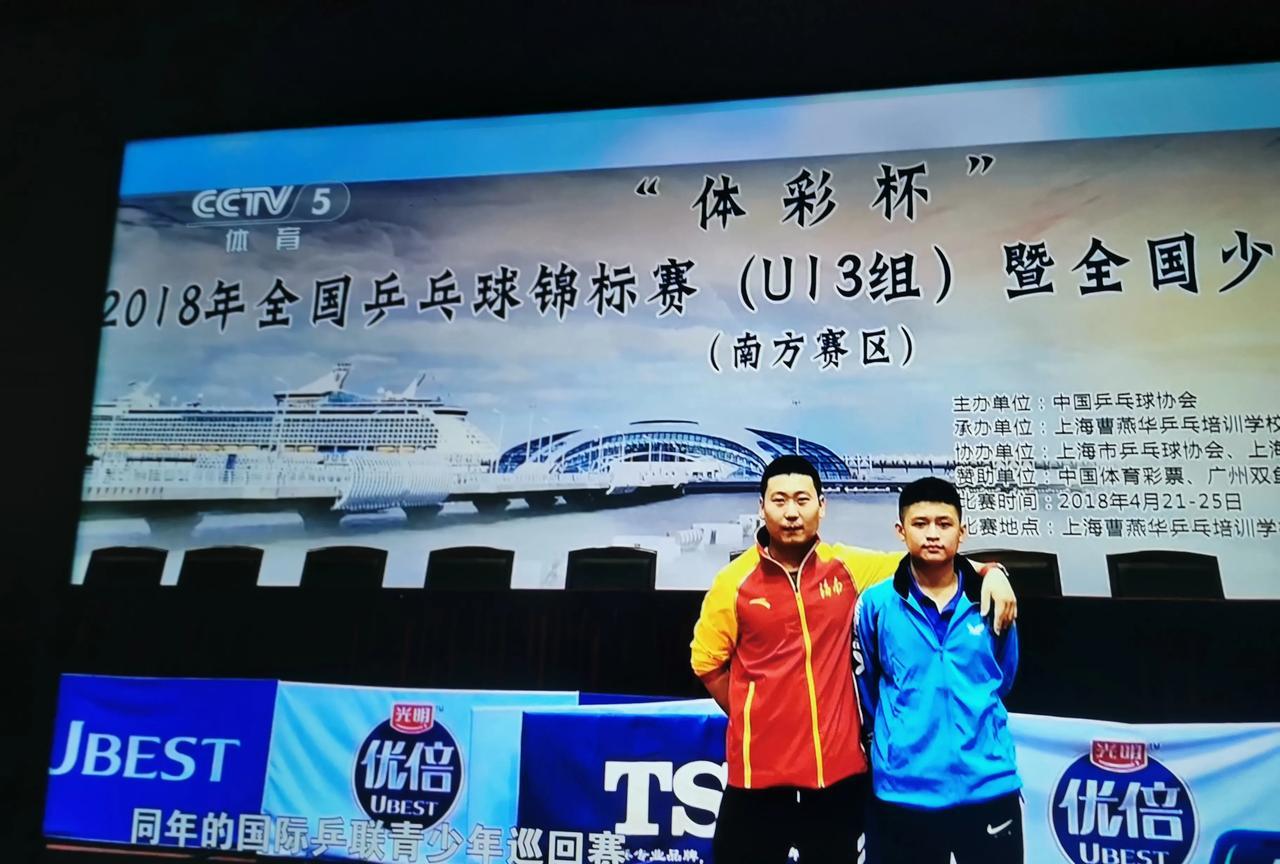 CCTV 5
体育
“体彩杯”
2018年全国乒乓球锦标赛（U13组）暨全国少
（南方赛区）
主办单位：中国乒乓球协会
承办单位：上海曹燕华乒乓培训学校
协办单位：上海市乒乓球协会、上海
赞助单位：中国体育彩票、广州双鱼
比赛时间：2018年4月21-25日
比赛地点：上海曹燕华乒乓培训学
济南
UBEST
光明
优倍
UBEST
TS
专业品牌
光明
优倍
UBEST
同年的国际乒联青少年巡回赛